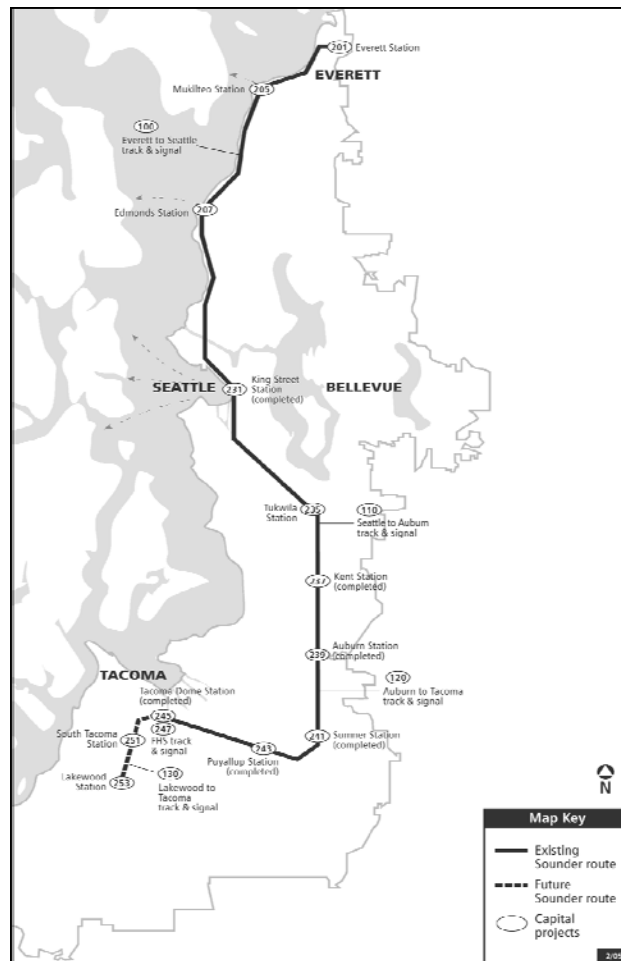 201 Everett Station
EVERETT
Mukilteo Station 205
100
Everett to Seattle
track & signal
Edmonds Station 207
SEATTLE
231
King Street
Station
(completed)
BELLEVUE
Tukwila
Station
235
110
Seattle to Auburn
track & signal
237
Kent Station
(completed)
239
Auburn Station
(completed)
120
Auburn to Tacoma
track & signal
TACOMA
Tacoma Dome Station
(completed)
245
247
FHS track
& signal
South Tacoma
Station
251
241
Sumner Station
(completed)
243
Puyallup Station
(completed)
Lakewood
Station
253
130
Lakewood to
Tacoma
track & signal
N
Map Key
Existing
Sounder route
Future
Sounder route
Capital
projects
2/05